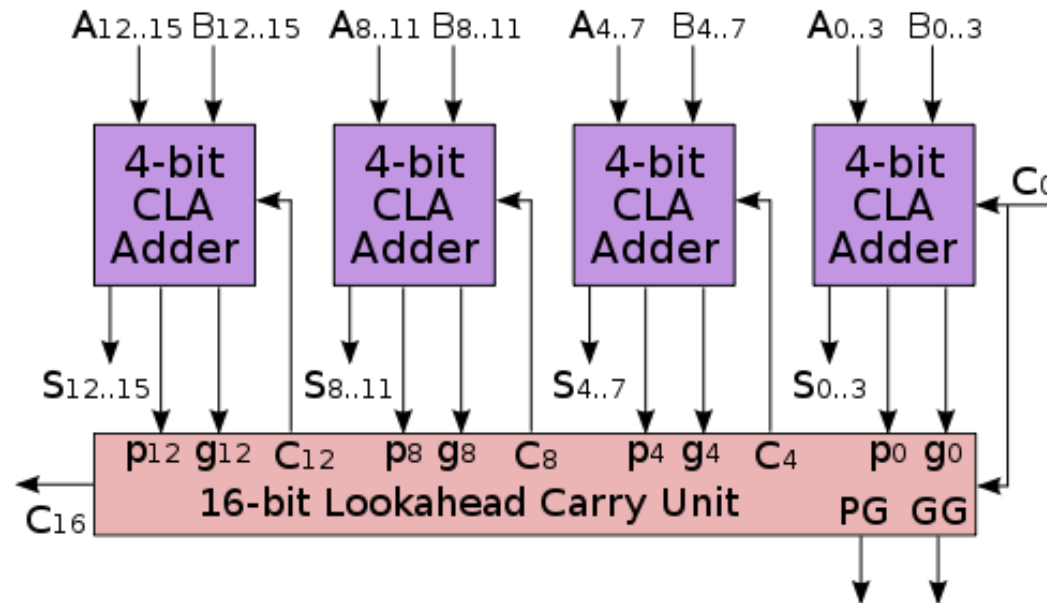 A12..15 B12..15 A8..11 B8..11 A4..7 B4..7 A0..3 B0..3
4-bit CLA Adder
4-bit CLA Adder
4-bit CLA Adder
4-bit CLA Adder
C0
S12..15 S8..11 S4..7 S0..3
p12 g12 C12 p8 g8 C8 p4 g4 C4 p0 g0
16-bit Lookahead Carry Unit PG GG
C16